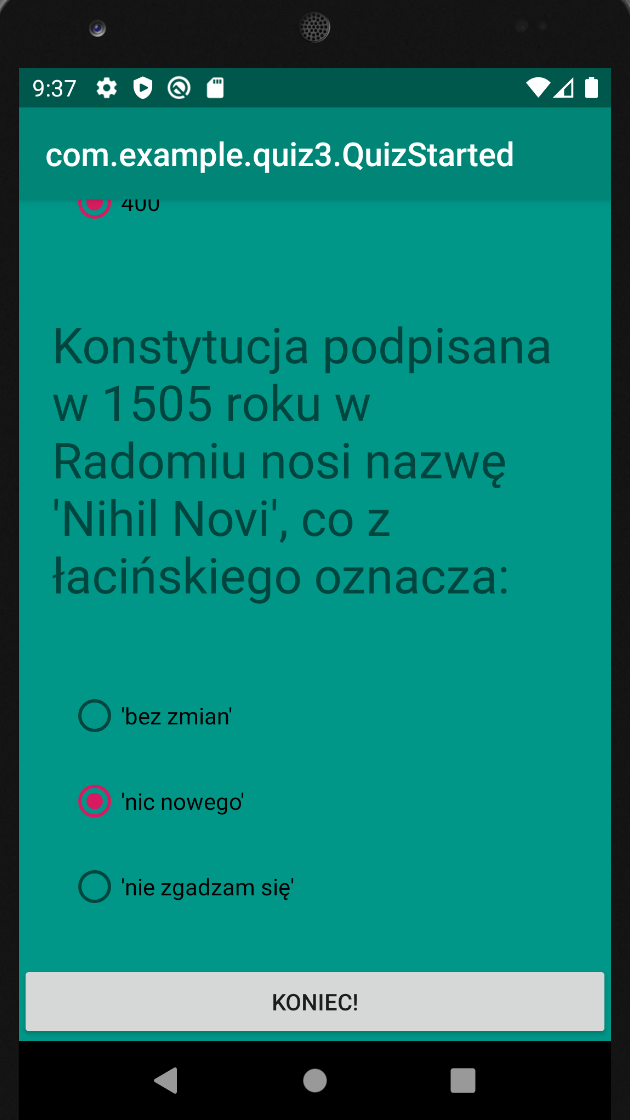 9:37
com.example.quiz3.QuizStarted
400
Konstytucja podpisana
w 1505 roku w
Radomiu nosi nazwę
'Nihil Novi', co z
łacińskiego oznacza:
'bez zmian'
'nic nowego'
'nie zgadzam się'
KONIEC!